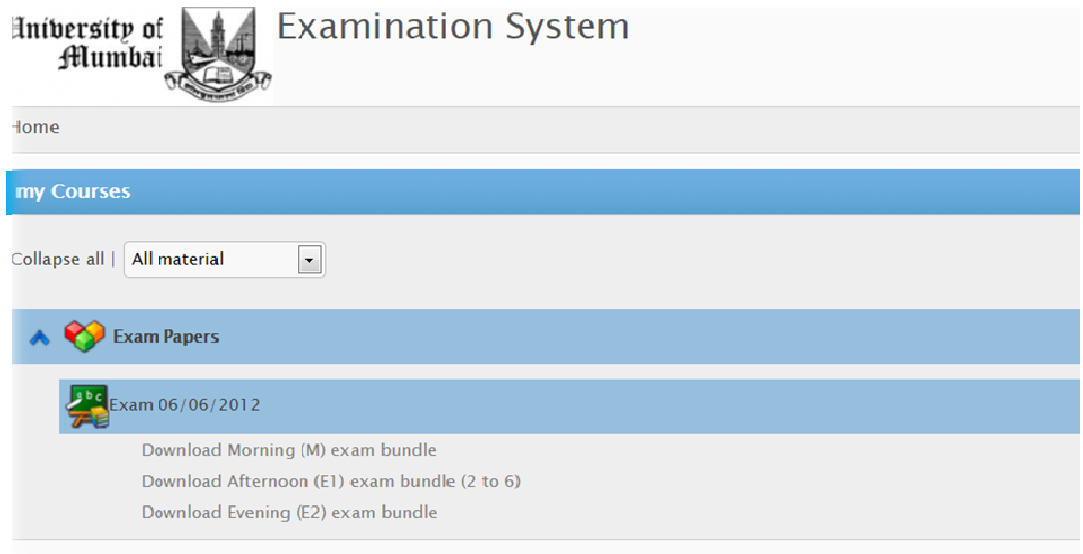 University of
Mumbai
Examination System
Home
my Courses
Collapse all | All material
Exam Papers
a b c
Exam 06/06/2012
Download Morning (M) exam bundle
Download Afternoon (E1) exam bundle (2 to 6)
Download Evening (E2) exam bundle